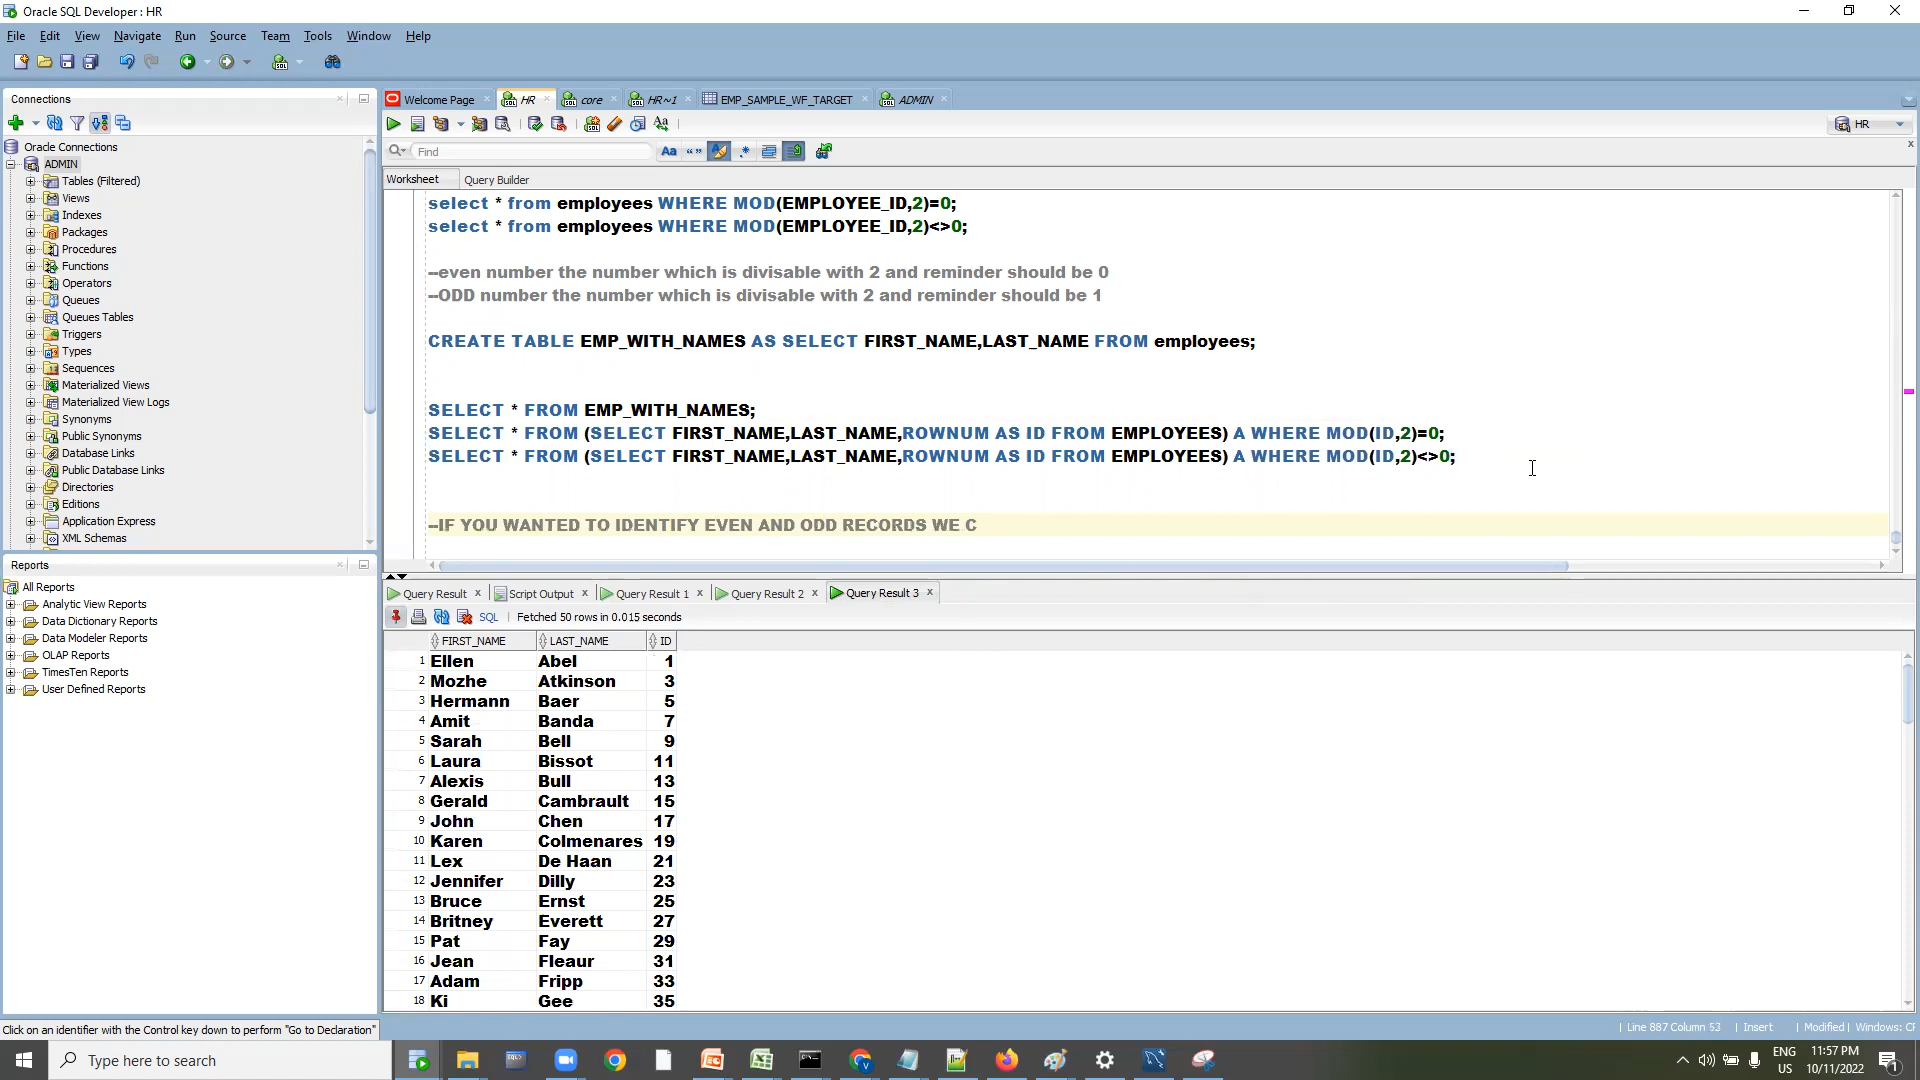 Oracle SQL Developer : HR
File Edit View Navigate Run Source Team Tools Window Help
Connections
Oracle Connections
ADMIN
Tables (Filtered)
Views
Indexes
Packages
Procedures
Functions
Operators
Queues
Queues Tables
Triggers
Types
Sequences
Materialized Views
Materialized View Logs
Synonyms
Public Synonyms
Database Links
Public Database Links
Directories
Editions
Application Express
XML Schemas
Reports
All Reports
Analytic View Reports
Data Dictionary Reports
Data Modeler Reports
OLAP Reports
TimesTen Reports
User Defined Reports
Welcome Page HR core HR~1 EMP_SAMPLE_WF_TARGET ADMIN
HR
Find
Worksheet Query Builder
select * from employees WHERE MOD(EMPLOYEE_ID,2)=0;
select * from employees WHERE MOD(EMPLOYEE_ID,2)<>0;
--even number the number which is divisable with 2 and reminder should be 0
--ODD number the number which is divisable with 2 and reminder should be 1
CREATE TABLE EMP_WITH_NAMES AS SELECT FIRST_NAME,LAST_NAME FROM employees;
SELECT * FROM EMP_WITH_NAMES;
SELECT * FROM (SELECT FIRST_NAME,LAST_NAME,ROWNUM AS ID FROM EMPLOYEES) A WHERE MOD(ID,2)=0;
SELECT * FROM (SELECT FIRST_NAME,LAST_NAME,ROWNUM AS ID FROM EMPLOYEES) A WHERE MOD(ID,2)<>0;
--IF YOU WANTED TO IDENTIFY EVEN AND ODD RECORDS WE C
Query Result Script Output Query Result 1 Query Result 2 Query Result 3
SQL Fetched 50 rows in 0.015 seconds
FIRST_NAME LAST_NAME ID
1 Ellen Abel 1
2 Mozhe Atkinson 3
3 Hermann Baer 5
4 Amit Banda 7
5 Sarah Bell 9
6 Laura Bissot 11
7 Alexis Bull 13
8 Gerald Cambrault 15
9 John Chen 17
10 Karen Colmenares 19
11 Lex De Haan 21
12 Jennifer Dilly 23
13 Bruce Ernst 25
14 Britney Everett 27
15 Pat Fay 29
16 Jean Fleaur 31
17 Adam Fripp 33
18 Ki Gee 35
Click on an identifier with the Control key down to perform "Go to Declaration"
Line 887 Column 53 Insert Modified Windows: CF
Type here to search
ENG
US
11:57 PM
10/11/2022
1